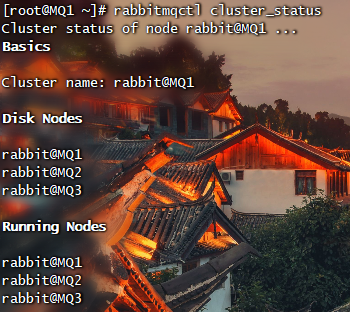 [root@MQ1 ~]# rabbitmqctl cluster_status
Cluster status of node rabbit@MQ1 ...
Basics
Cluster name: rabbit@MQ1
Disk Nodes
rabbit@MQ1
rabbit@MQ2
rabbit@MQ3
Running Nodes
rabbit@MQ1
rabbit@MQ2
rabbit@MQ3